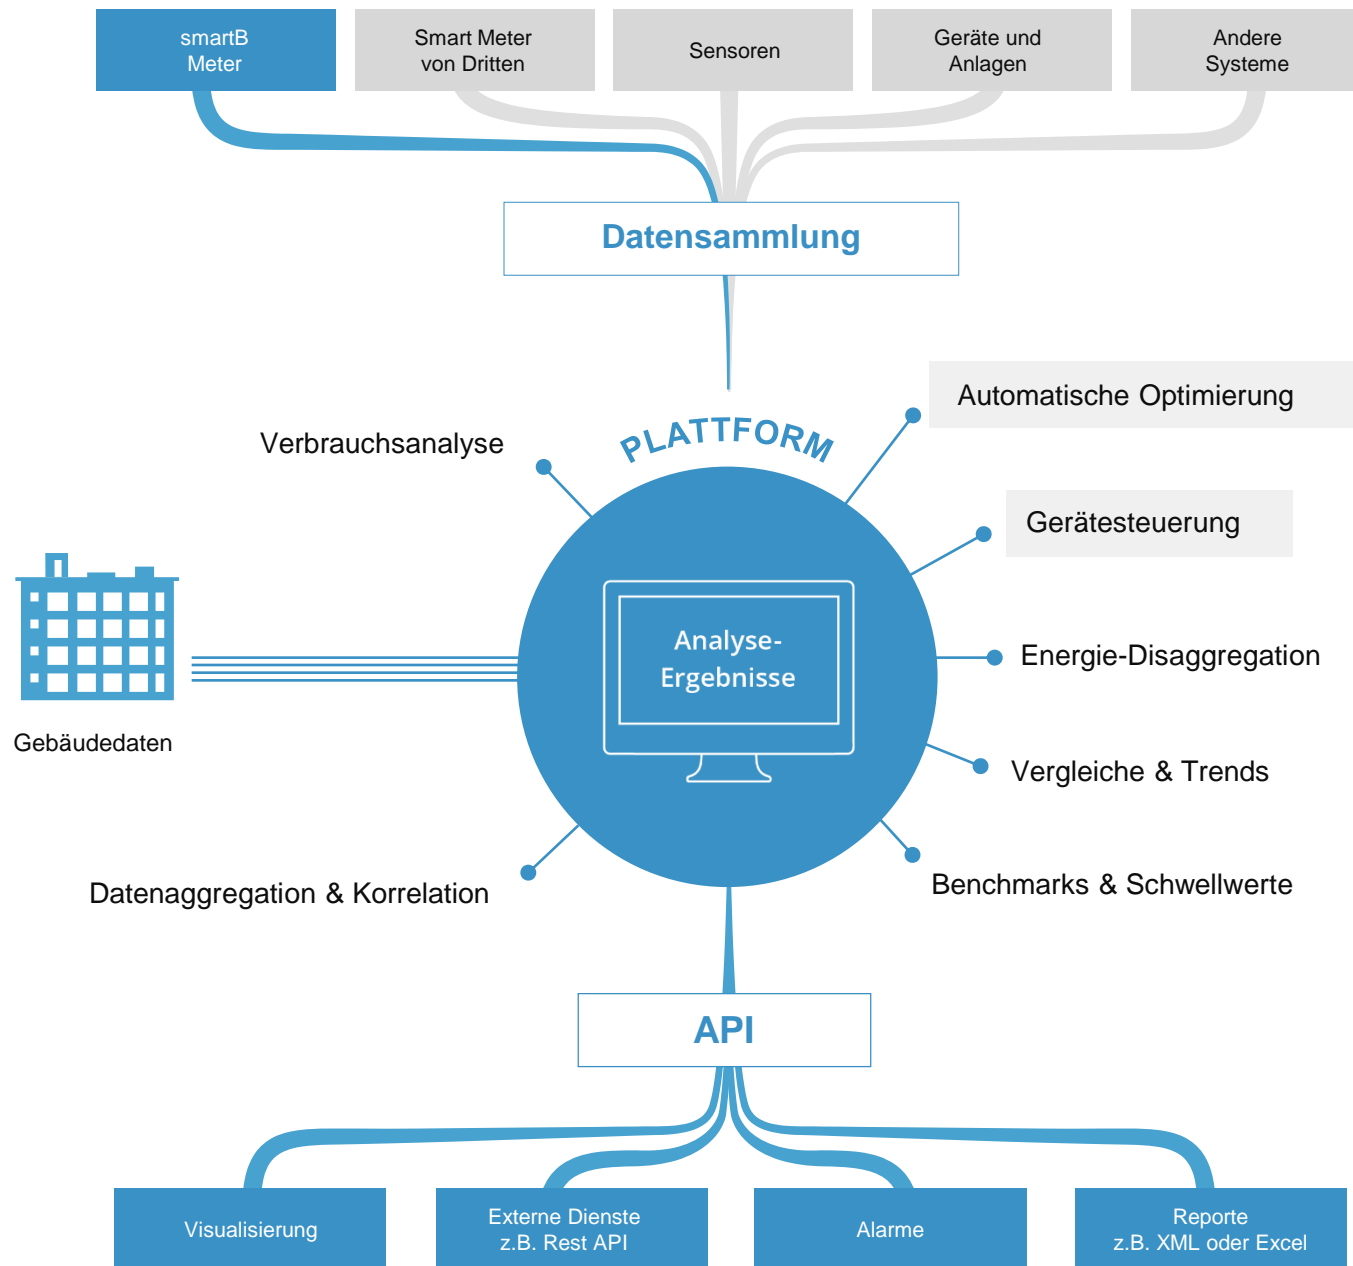 smartB
Meter
Smart Meter
von Dritten
Sensoren
Geräte und
Anlagen
Andere
Systeme
Datensammlung
PLATTFORM
Automatische Optimierung
Verbrauchsanalyse
Gerätesteuerung
Analyse-
Ergebnisse
Energie-Disaggregation
Gebäudedaten
Vergleiche & Trends
Datenaggregation & Korrelation
Benchmarks & Schwellwerte
API
Visualisierung
Externe Dienste
z.B. Rest API
Alarme
Reporte
z.B. XML oder Excel